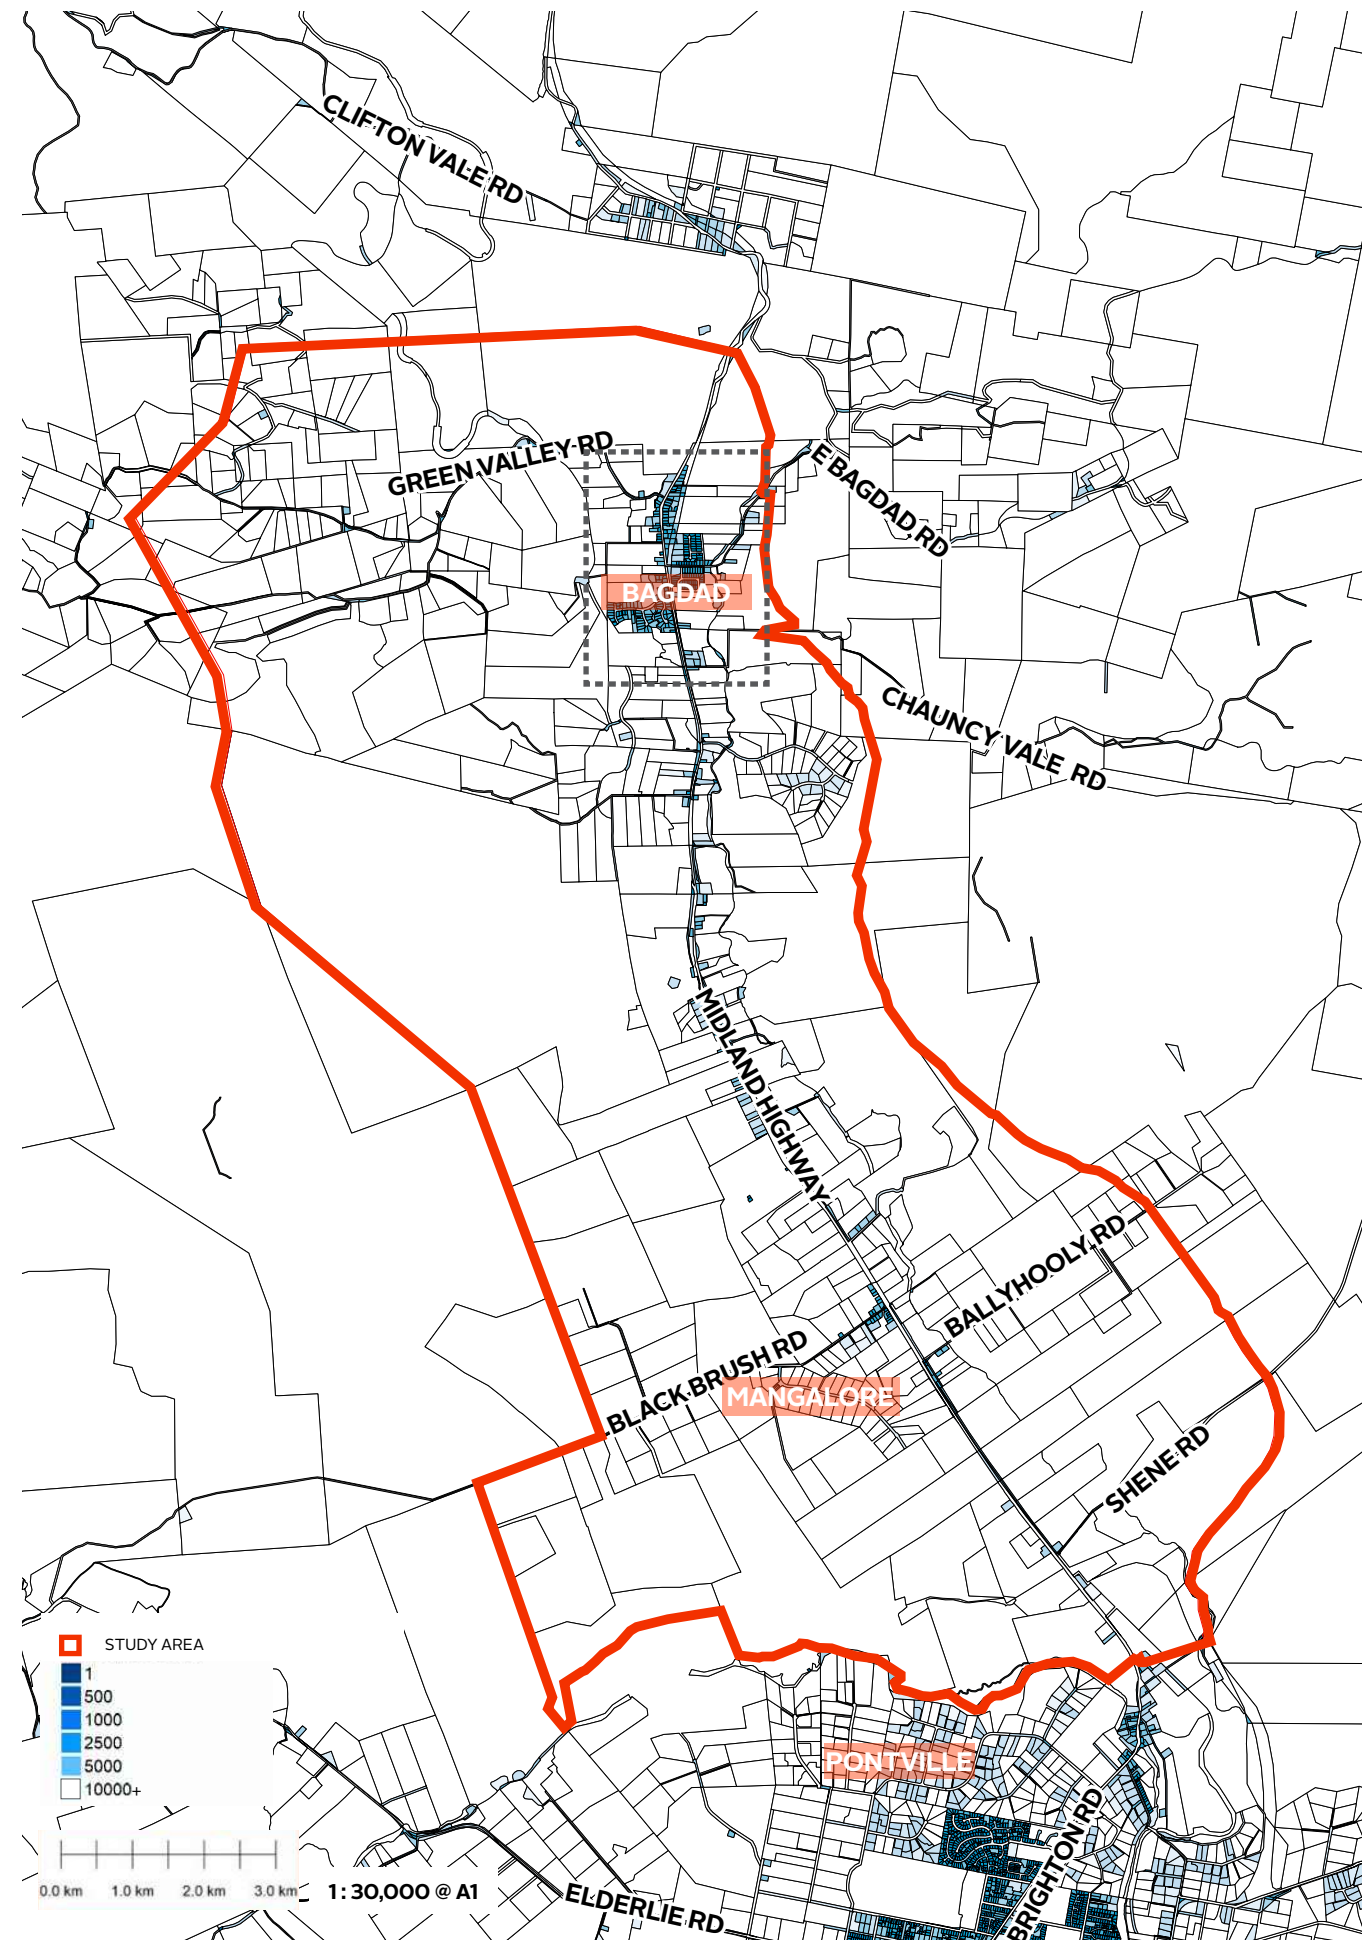 CLIFTON VALE RD
GREEN VALLEY RD
E BAGDAD RD
BAGDAD
CHAUNCY VALE RD
MIDLAND HIGHWAY
BALLYHOOLY RD
BLACK BRUSH RD
MANGALORE
SHENE RD
STUDY AREA
1
500
1000
2500
5000
10000+
PONTVILLE
BRIGHTON RD
0.0 km 1.0 km 2.0 km 3.0 km
1 : 30,000 @ A1
ELDERLIE RD